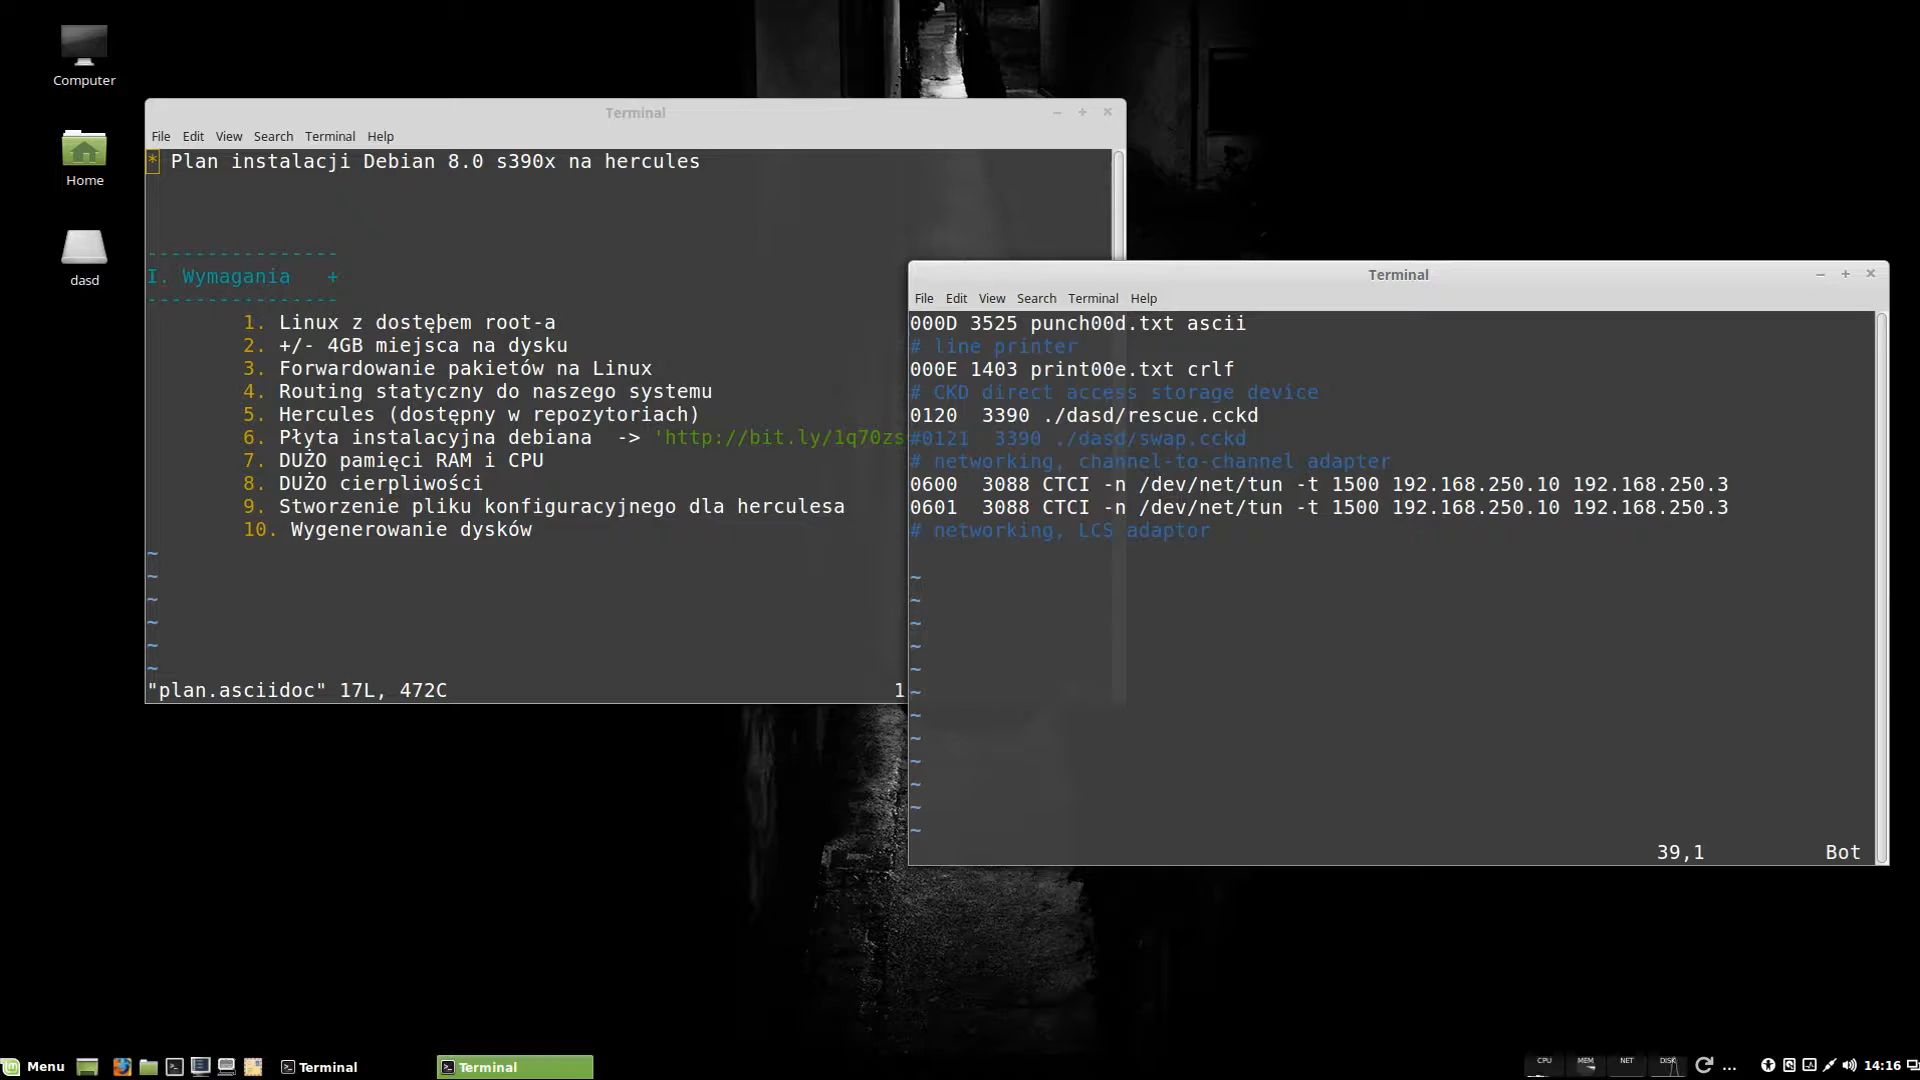 Computer
Home
dasd
Terminal
File Edit View Search Terminal Help
* Plan instalacji Debian 8.0 s390x na hercules
----------------
I. Wymagania   +
----------------
1. Linux z dostębem root-a
2. +/- 4GB miejsca na dysku
3. Forwardowanie pakietów na Linux
4. Routing statyczny do naszego systemu
5. Hercules (dostępny w repozytoriach)
6. Płyta instalacyjna debiana  -> 'http://bit.ly/1q70zs
7. DUŻO pamięci RAM i CPU
8. DUŻO cierpliwości
9. Stworzenie pliku konfiguracyjnego dla herculesa
10. Wygenerowanie dysków
~
~
~
~
~
~
"plan.asciidoc" 17L, 472C 1
Terminal
File Edit View Search Terminal Help
000D 3525 punch00d.txt ascii
# line printer
000E 1403 print00e.txt crlf
# CKD direct access storage device
0120  3390 ./dasd/rescue.cckd
#0121  3390 ./dasd/swap.cckd
# networking, channel-to-channel adapter
0600  3088 CTCI -n /dev/net/tun -t 1500 192.168.250.10 192.168.250.3
0601  3088 CTCI -n /dev/net/tun -t 1500 192.168.250.10 192.168.250.3
# networking, LCS adaptor
~
~
~
~
~
~
~
~
~
~
~
~
39,1 Bot
Menu Terminal Terminal CPU MEM NET DISK ... 14:16